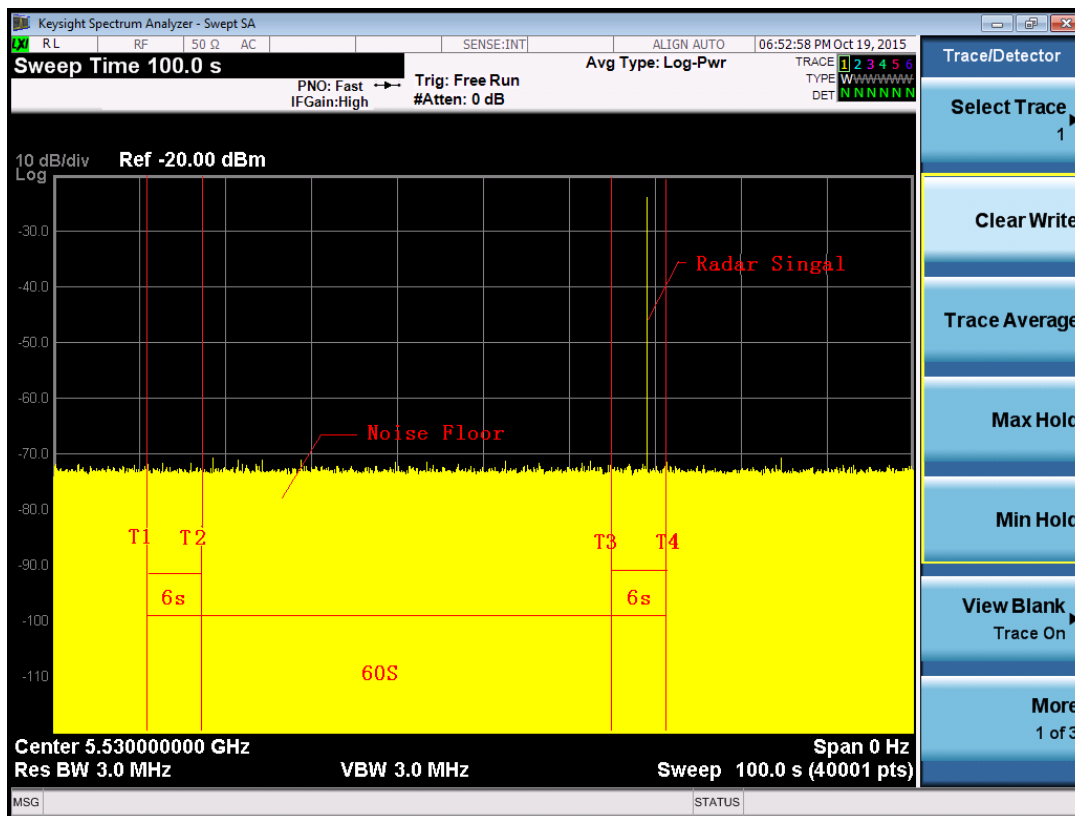 Keysight Spectrum Analyzer - Swept SA
LXI RL RF 50 Ω AC SENSE:INT ALIGN AUTO 06:52:58 PM Oct 19, 2015
Sweep Time 100.0 s
PNO: Fast
IFGain:High
Trig: Free Run
#Atten: 0 dB
Avg Type: Log-Pwr
TRACE 1 2 3 4 5 6
TYPE WWWWWWW
DET N N N N N N
10 dB/div Ref -20.00 dBm
Log
-30.0
-40.0
-50.0
-60.0
-70.0
-80.0
-90.0
-100
-110
Radar Singal
Noise Floor
T1 T2 T3 T4
6s 6s
60S
Center 5.530000000 GHz Span 0 Hz
Res BW 3.0 MHz VBW 3.0 MHz Sweep 100.0 s (40001 pts)
MSG STATUS
Trace/Detector
Select Trace
1
Clear Write
Trace Average
Max Hold
Min Hold
View Blank
Trace On
More
1 of 3